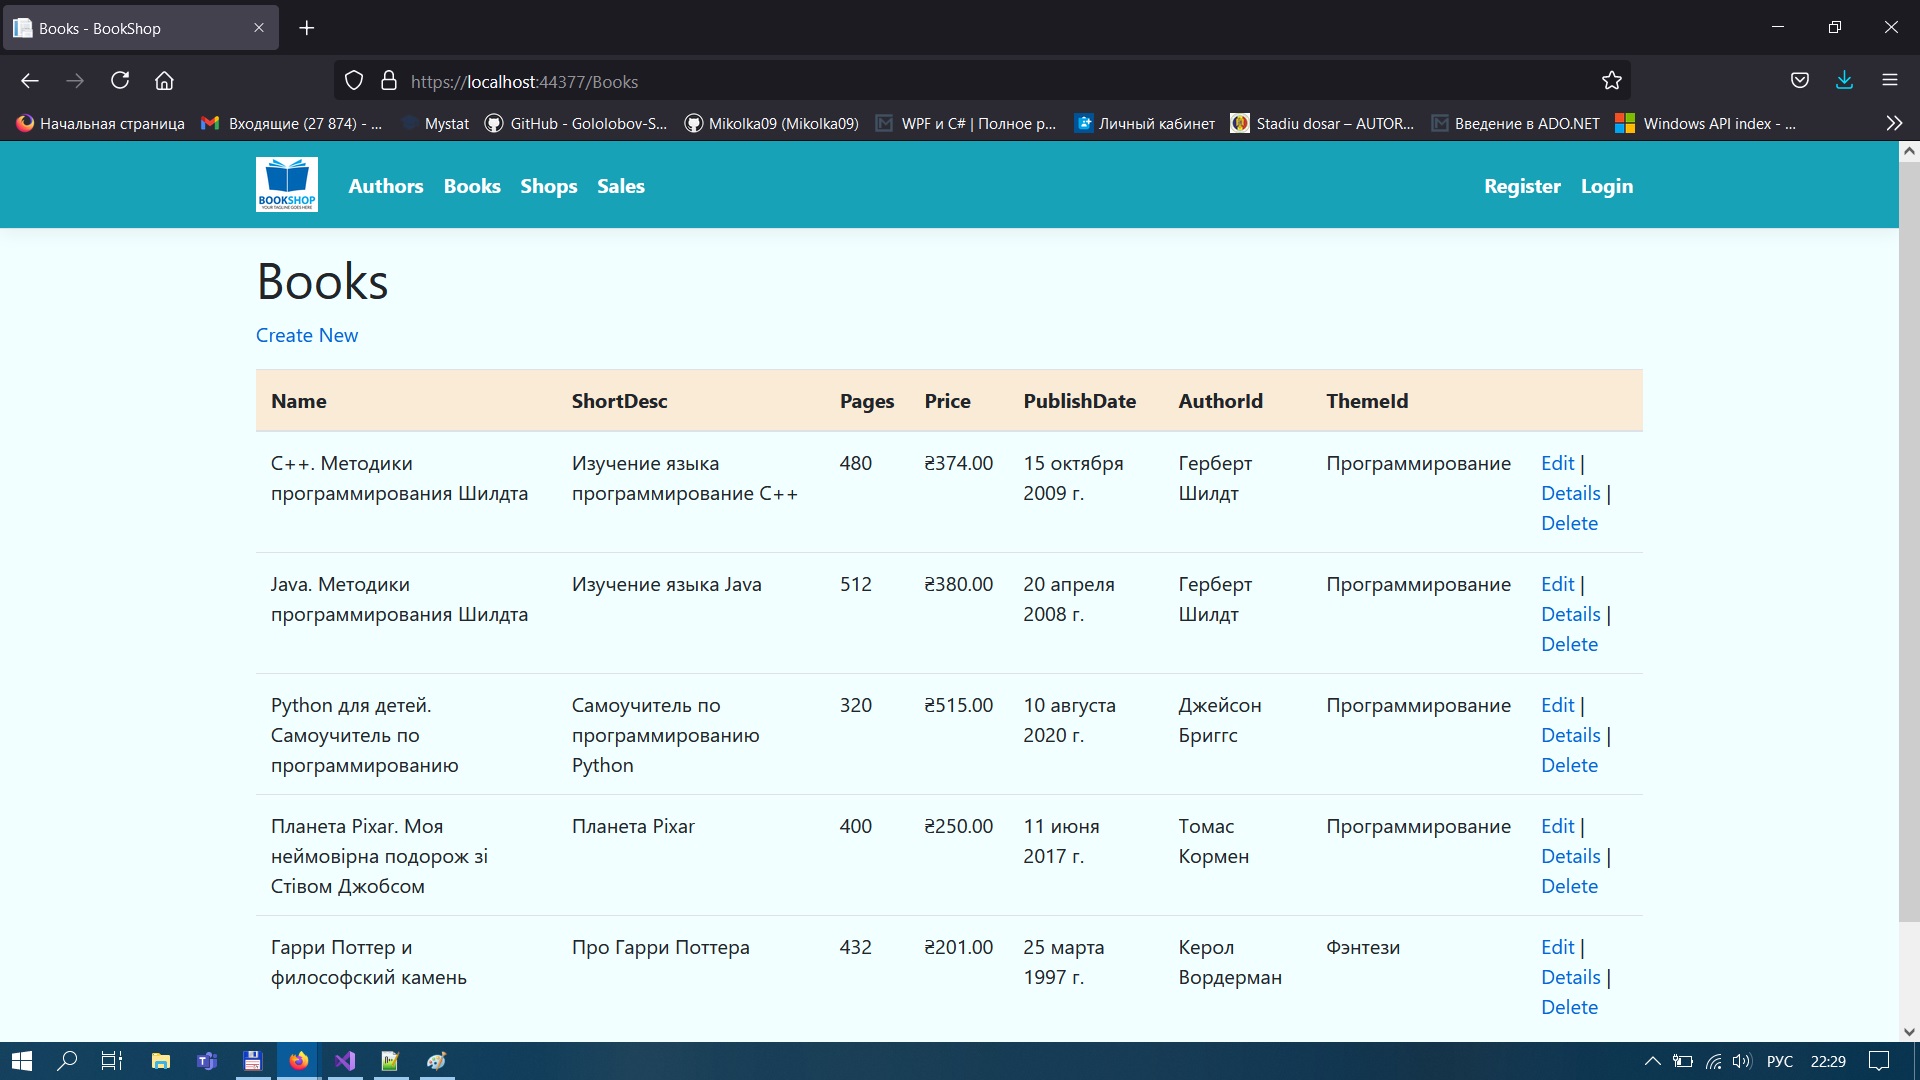 Books - BookShop
https://localhost:44377/Books
Начальная страница
Входящие (27 874) - ...
Mystat
GitHub - Gololobov-S...
Mikolka09 (Mikolka09)
WPF и C# | Полное р...
Личный кабинет
Stadiu dosar – AUTOR...
Введение в ADO.NET
Windows API index - ...
BOOKSHOP
YOUR TAGLINE GOES HERE
Authors Books Shops Sales
Register Login
Books
Create New
Name ShortDesc Pages Price PublishDate AuthorId ThemeId
C++. Методики Изучение языка 480 ₴374.00 15 октября Герберт Программирование Edit |
программирования Шилдта программирование C++ 2009 г. Шилдт Details |
Delete
Java. Методики Изучение языка Java 512 ₴380.00 20 апреля Герберт Программирование Edit |
программирования Шилдта 2008 г. Шилдт Details |
Delete
Python для детей. Самоучитель по 320 ₴515.00 10 августа Джейсон Программирование Edit |
Самоучитель по программированию 2020 г. Бриггс Details |
программированию Python Delete
Планета Pixar. Моя Планета Pixar 400 ₴250.00 11 июня Томас Программирование Edit |
неймовірна подорож зі 2017 г. Кормен Details |
Стівом Джобсом Delete
Гарри Поттер и Про Гарри Поттера 432 ₴201.00 25 марта Керол Фэнтези Edit |
философский камень 1997 г. Вордерман Details |
Delete
РУС 22:29